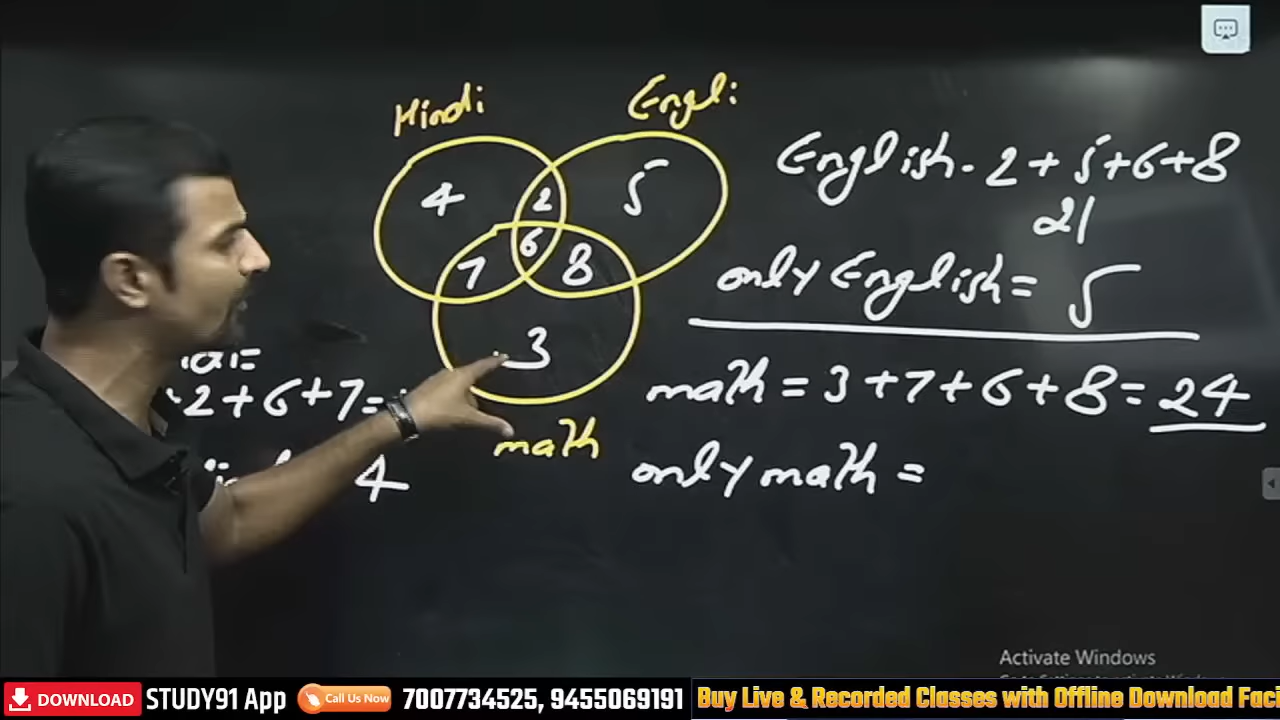 Hindi
Engli
4
2
5
6
7
8
3
math
English - 2 + 5 + 6 + 8
21
only English = 5
math = 3 + 7 + 6 + 8 = 24
only math =
2 + 6 + 7 =
4
Activate Windows
DOWNLOAD STUDY91 App Call Us Now 7007734525, 9455069191 Buy Live & Recorded Classes with Offline Download Faci